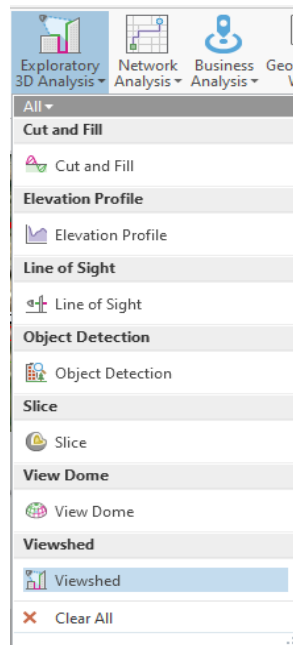 Exploratory Network Business Geo
3D Analysis Analysis Analysis
All
Cut and Fill
Cut and Fill
Elevation Profile
Elevation Profile
Line of Sight
Line of Sight
Object Detection
Object Detection
Slice
Slice
View Dome
View Dome
Viewshed
Viewshed
Clear All